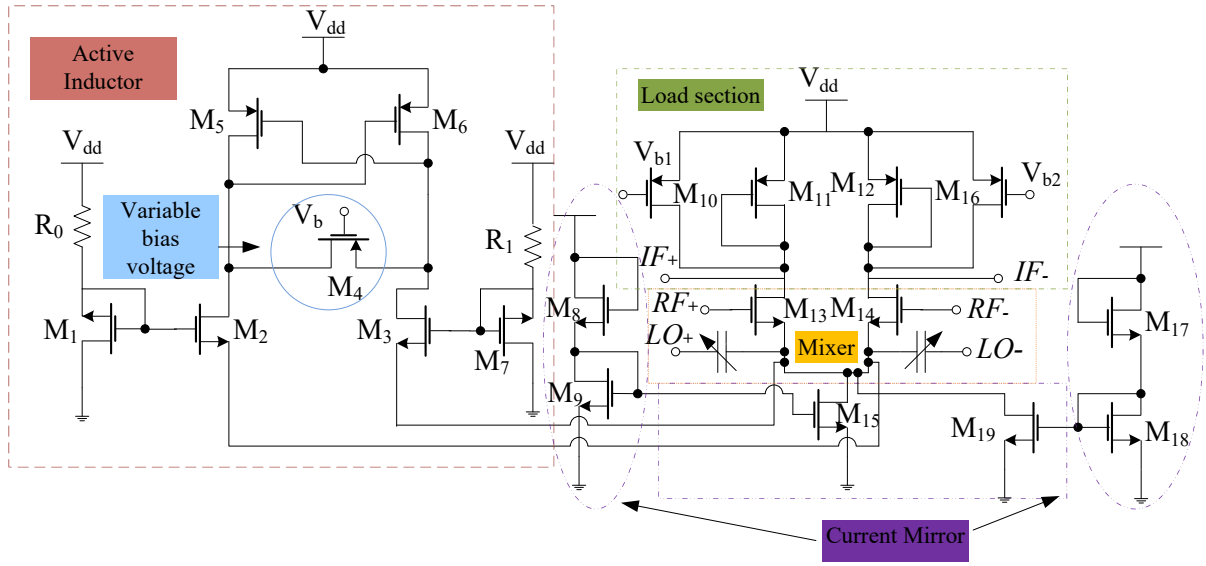 Active
Inductor
Vdd
M5
M6
Vdd
Vdd
R0
R1
Variable
bias
voltage
Vb
M4
M1
M2
M3
M7
Load section
Vdd
Vb1
Vb2
M10
M11
M12
M16
IF+
IF-
M8
M9
RF+
RF-
M13
M14
LO+
LO-
Mixer
M15
M17
M18
M19
Current Mirror